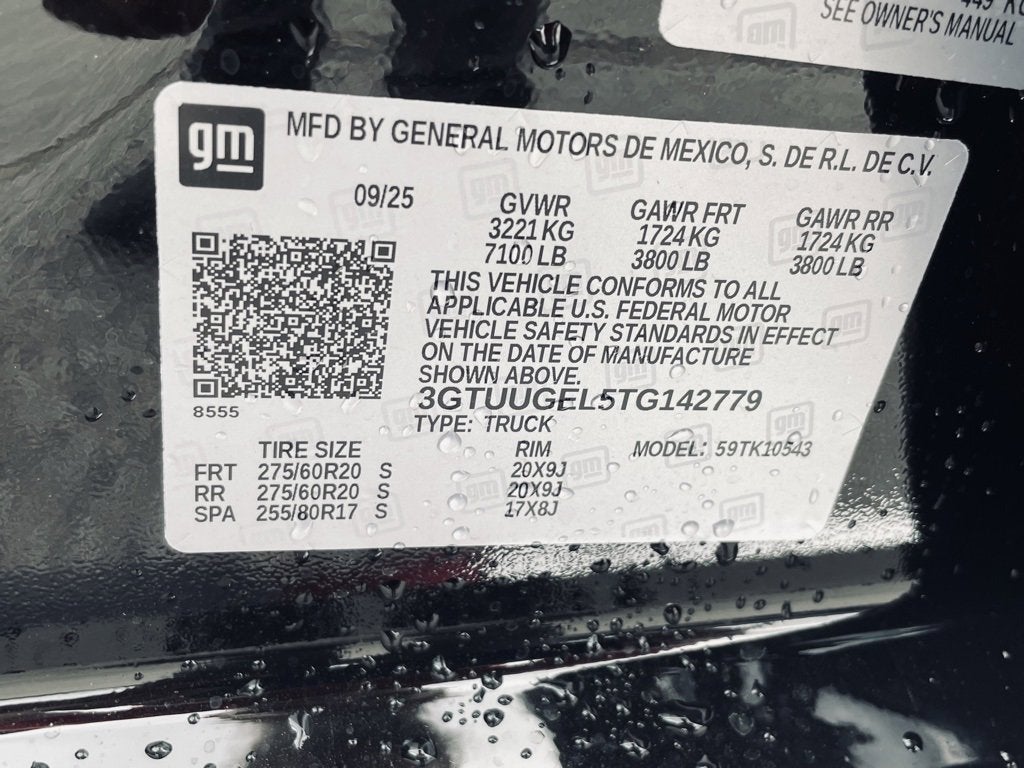 449 KG
SEE OWNER'S MANUAL
gm
MFD BY GENERAL MOTORS DE MEXICO, S. DE R.L. DE C.V.
09/25 GVWR GAWR FRT GAWR RR
3221 KG 1724 KG 1724 KG
7100 LB 3800 LB 3800 LB
THIS VEHICLE CONFORMS TO ALL
APPLICABLE U.S. FEDERAL MOTOR
VEHICLE SAFETY STANDARDS IN EFFECT
ON THE DATE OF MANUFACTURE
SHOWN ABOVE.
3GTUUGEL5TG142779
8555
TYPE: TRUCK
TIRE SIZE RIM MODEL: 59TK10543
FRT 275/60R20 S 20X9J
RR 275/60R20 S 20X9J
SPA 255/80R17 S 17X8J